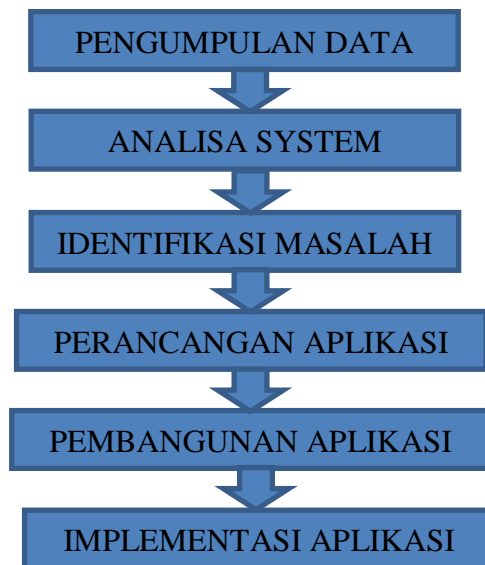 PENGUMPULAN DATA
ANALISA SYSTEM
IDENTIFIKASI MASALAH
PERANCANGAN APLIKASI
PEMBANGUNAN APLIKASI
IMPLEMENTASI APLIKASI